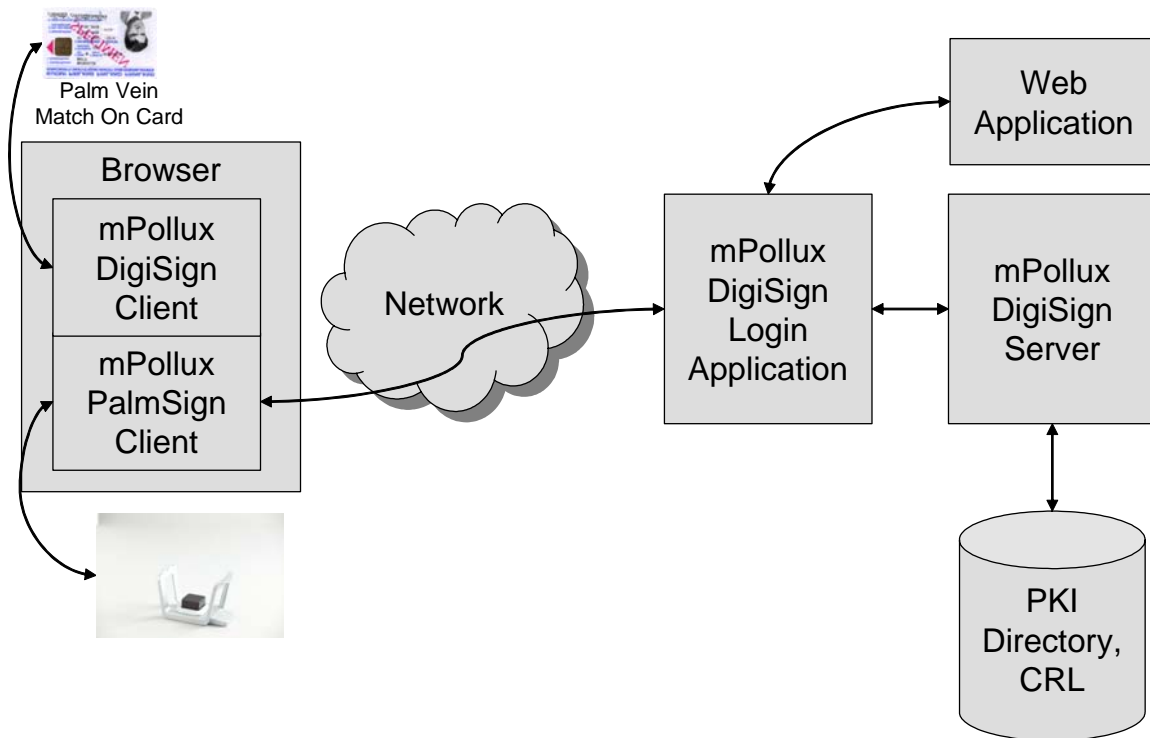 Palm Vein
Match On Card
Browser
mPollux
DigiSign
Client
mPollux
PalmSign
Client
Network
mPollux
DigiSign
Login
Application
Web
Application
mPollux
DigiSign
Server
PKI
Directory,
CRL